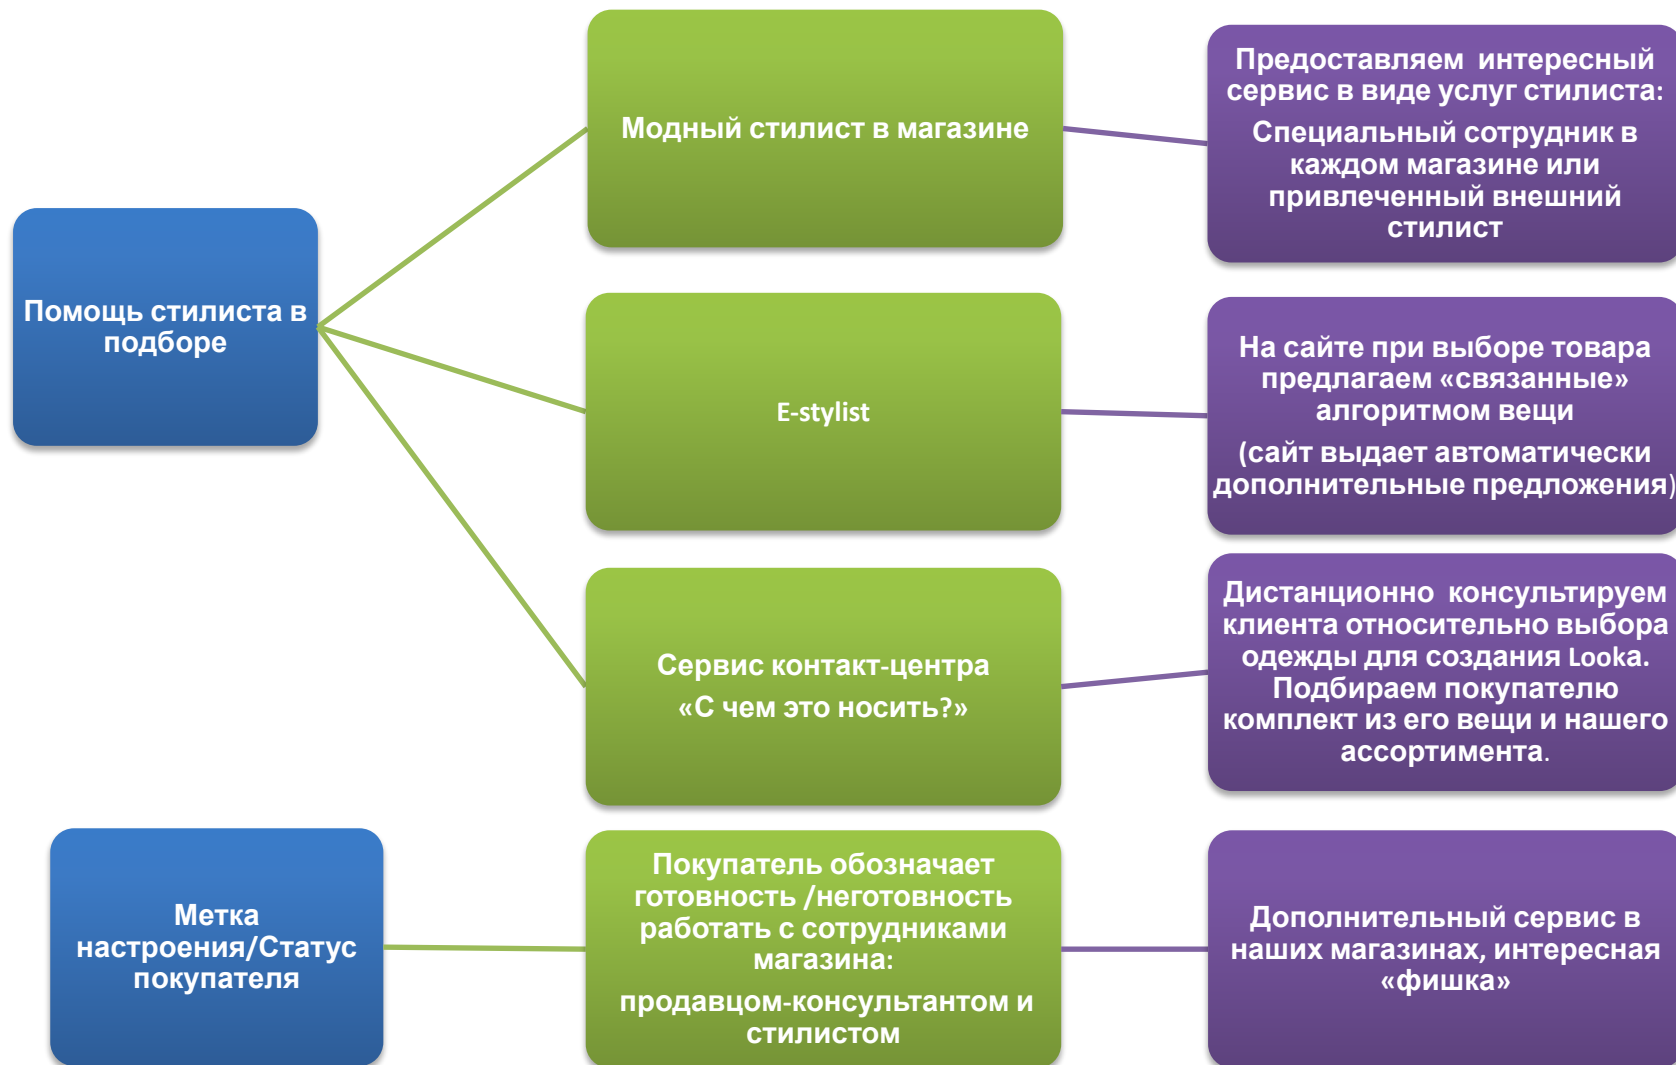 Помощь стилиста в
подборе
Модный стилист в магазине
Предоставляем интересный
сервис в виде услуг стилиста:
Специальный сотрудник в
каждом магазине или
привлеченный внешний
стилист
E-stylist
На сайте при выборе товара
предлагаем «связанные»
алгоритмом вещи
(сайт выдает автоматически
дополнительные предложения)
Сервис контакт-центра
«С чем это носить?»
Дистанционно консультируем
клиента относительно выбора
одежды для создания Lookа.
Подбираем покупателю
комплект из его вещи и нашего
ассортимента.
Метка
настроения/Статус
покупателя
Покупатель обозначает
готовность /неготовность
работать с сотрудниками
магазина:
продавцом-консультантом и
стилистом
Дополнительный сервис в
наших магазинах, интересная
«фишка»